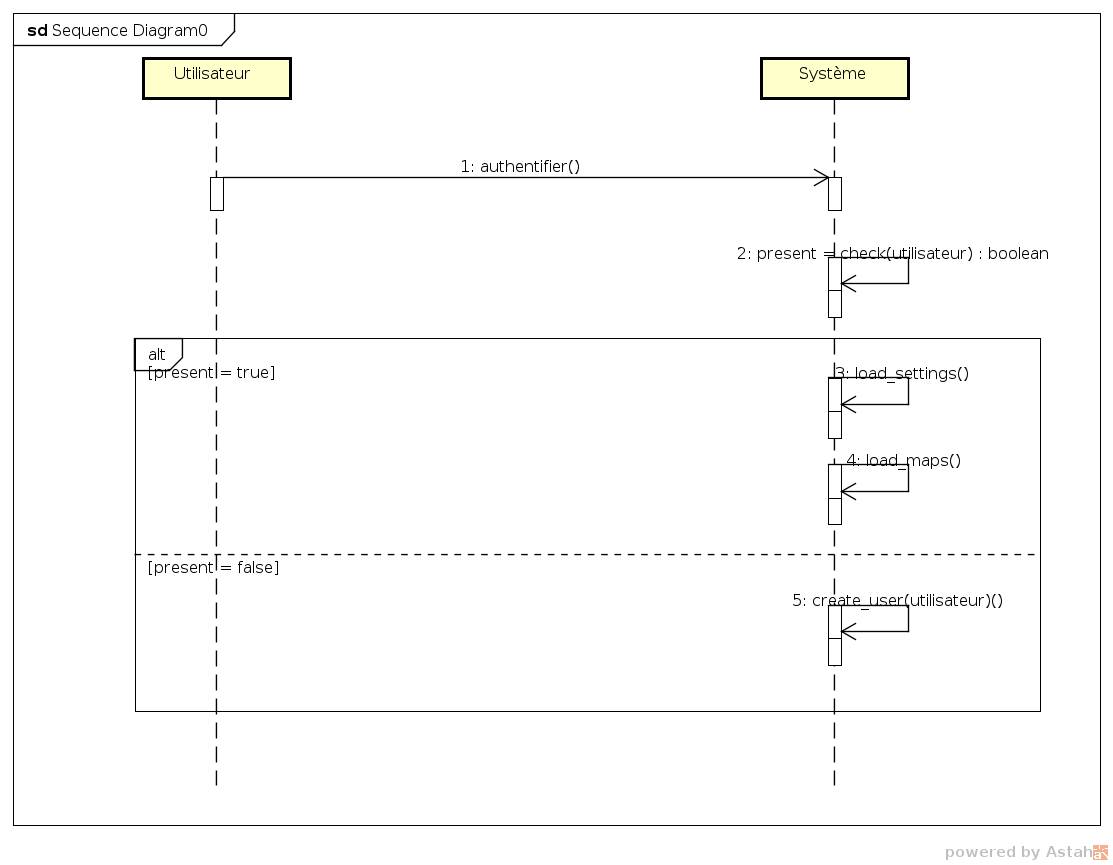 sd Sequence Diagram0
Utilisateur
Système
1: authentifier()
2: present = check(utilisateur) : boolean
alt
[present = true]
3: load_settings()
4: load_maps()
[present = false]
5: create_user(utilisateur)()
powered by Astah